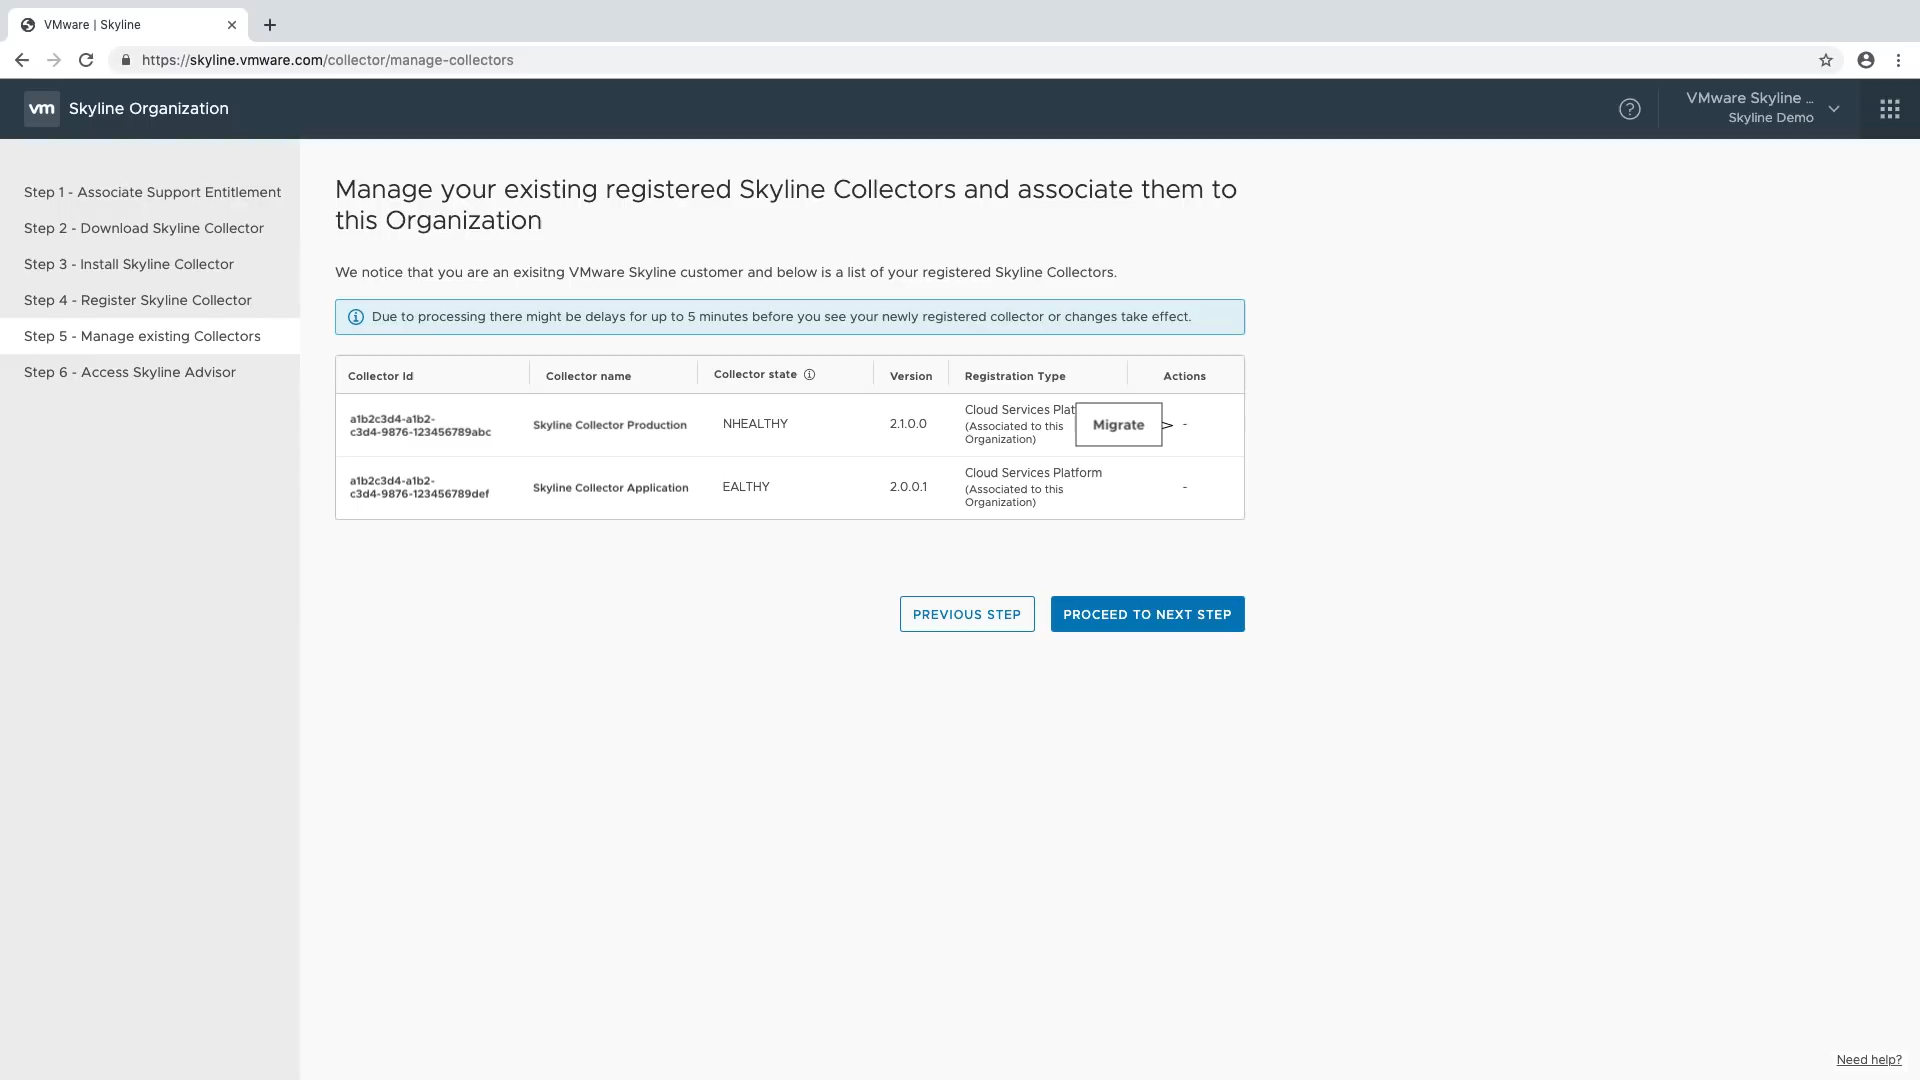 VMware | Skyline
https://skyline.vmware.com/collector/manage-collectors
vm Skyline Organization
VMware Skyline ...
Skyline Demo
Step 1 - Associate Support Entitlement
Step 2 - Download Skyline Collector
Step 3 - Install Skyline Collector
Step 4 - Register Skyline Collector
Step 5 - Manage existing Collectors
Step 6 - Access Skyline Advisor
Manage your existing registered Skyline Collectors and associate them to
this Organization
We notice that you are an exisitng VMware Skyline customer and below is a list of your registered Skyline Collectors.
Due to processing there might be delays for up to 5 minutes before you see your newly registered collector or changes take effect.
Collector Id Collector name Collector state Version Registration Type Actions
a1b2c3d4-a1b2-
c3d4-9876-123456789abc
Skyline Collector Production
NHEALTHY
2.1.0.0
Cloud Services Plat
(Associated to this
Organization)
Migrate
-
a1b2c3d4-a1b2-
c3d4-9876-123456789def
Skyline Collector Application
EALTHY
2.0.0.1
Cloud Services Platform
(Associated to this
Organization)
-
PREVIOUS STEP
PROCEED TO NEXT STEP
Need help?